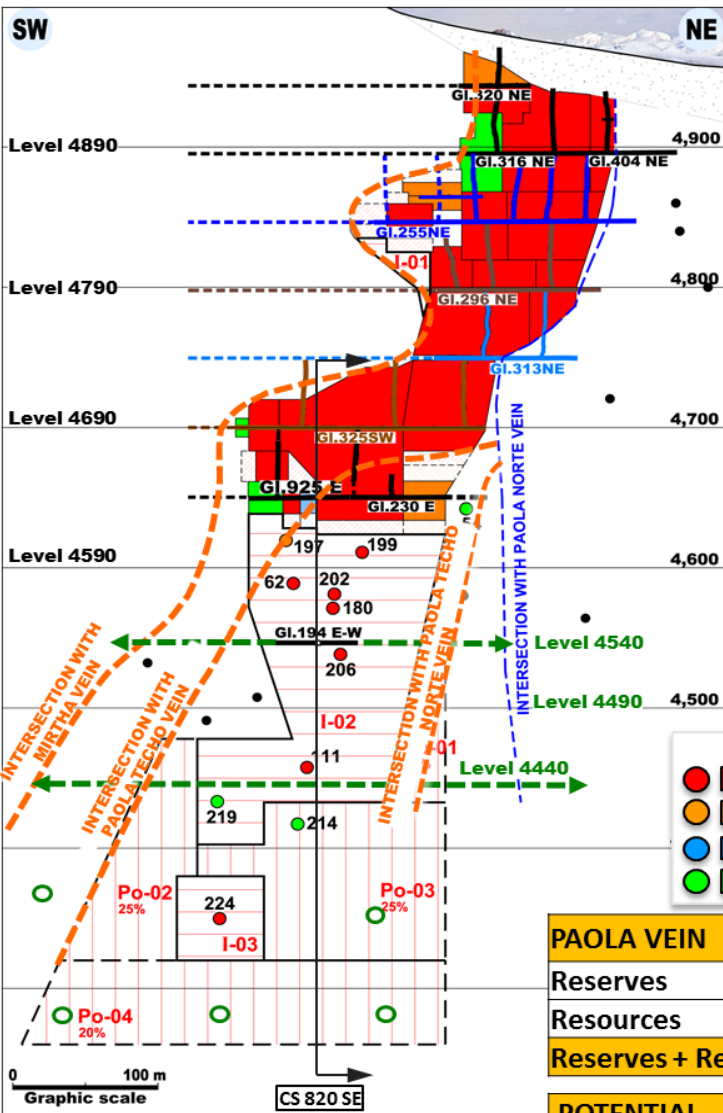 SW
NE
Gl.320 NE
Level 4890
4,900
Gl.316 NE
Gl.404 NE
Gl.255NE
I-01
Level 4790
4,800
Gl.296 NE
Gl.313NE
Level 4690
4,700
Gl.325SW
Gl.925 E
Gl.230 E
INTERSECTION WITH PAOLA NORTE VEIN
197
199
Level 4590
4,600
62
202
180
Gl.194 E-W
Level 4540
206
INTERSECTION WITH
MIRTHA VEIN
INTERSECTION WITH
PAOLA TECHO VEIN
INTERSECTION WITH PAOLA TECHO
NORTE VEIN
Level 4490
4,500
I-02
-01
111
Level 4440
219
214
Po-02
25%
224
I-03
Po-03
25%
PAOLA VEIN
Reserves
Resources
Reserves + Re
Po-04
20%
0
100 m
Graphic scale
CS 820 SE
POTENTIAL